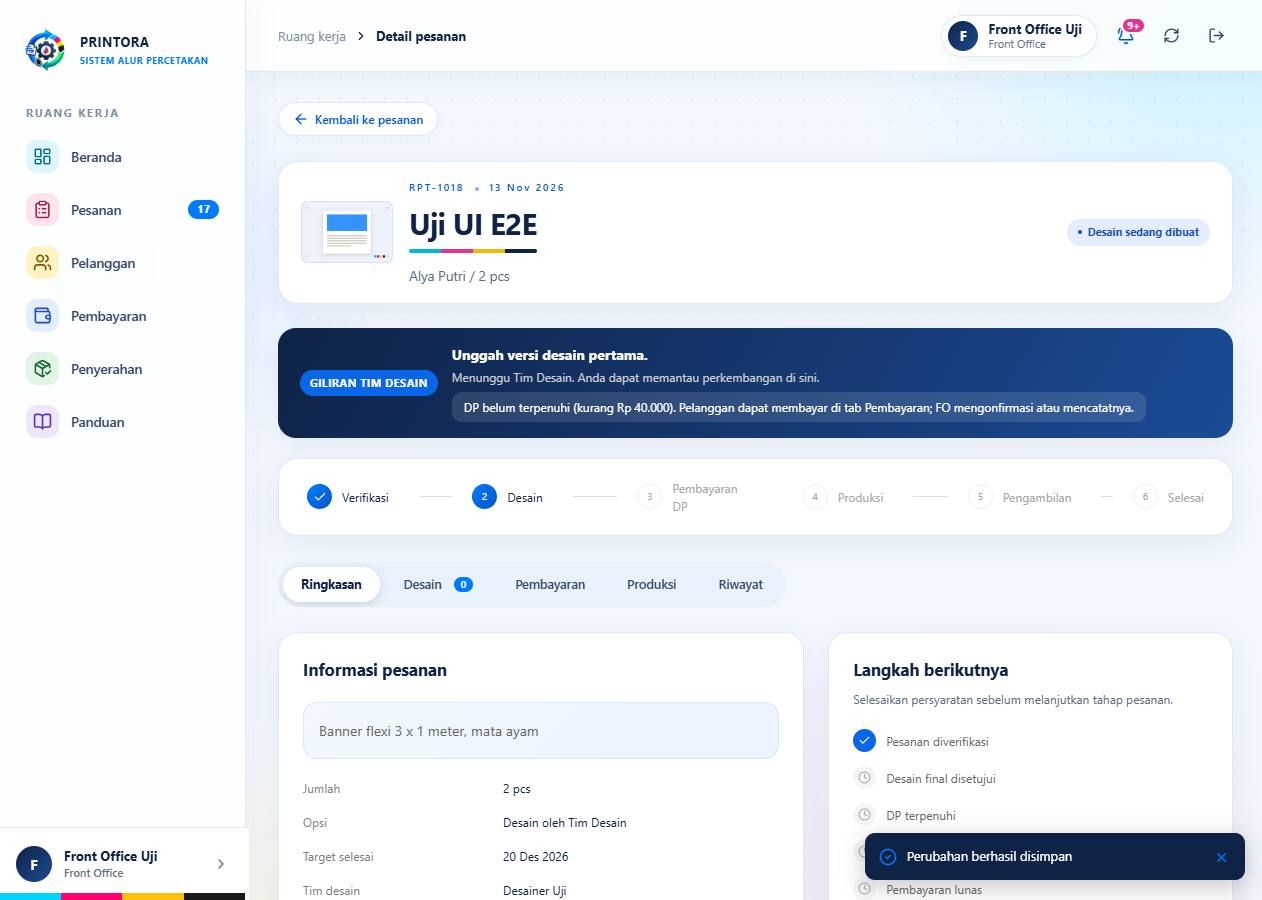 PRINTORA
SISTEM ALUR PERCETAKAN
RUANG KERJA
Beranda
Pesanan 17
Pelanggan
Pembayaran
Penyerahan
Panduan
F
Front Office Uji
Front Office
Ruang kerja > Detail pesanan
F
Front Office Uji
Front Office
9+
Kembali ke pesanan
RPT-1018 • 13 Nov 2026
Uji UI E2E
Alya Putri / 2 pcs
• Desain sedang dibuat
GILIRAN TIM DESAIN
Unggah versi desain pertama.
Menunggu Tim Desain. Anda dapat memantau perkembangan di sini.
DP belum terpenuhi (kurang Rp 40.000). Pelanggan dapat membayar di tab Pembayaran; FO mengonfirmasi atau mencatatnya.
Verifikasi
2 Desain
3 Pembayaran
DP
4 Produksi
5 Pengambilan
6 Selesai
Ringkasan
Desain 0
Pembayaran
Produksi
Riwayat
Informasi pesanan
Banner flexi 3 x 1 meter, mata ayam
Jumlah 2 pcs
Opsi Desain oleh Tim Desain
Target selesai 20 Des 2026
Tim desain Desainer Uji
Langkah berikutnya
Selesaikan persyaratan sebelum melanjutkan tahap pesanan.
Pesanan diverifikasi
Desain final disetujui
DP terpenuhi
Pembayaran lunas
Perubahan berhasil disimpan